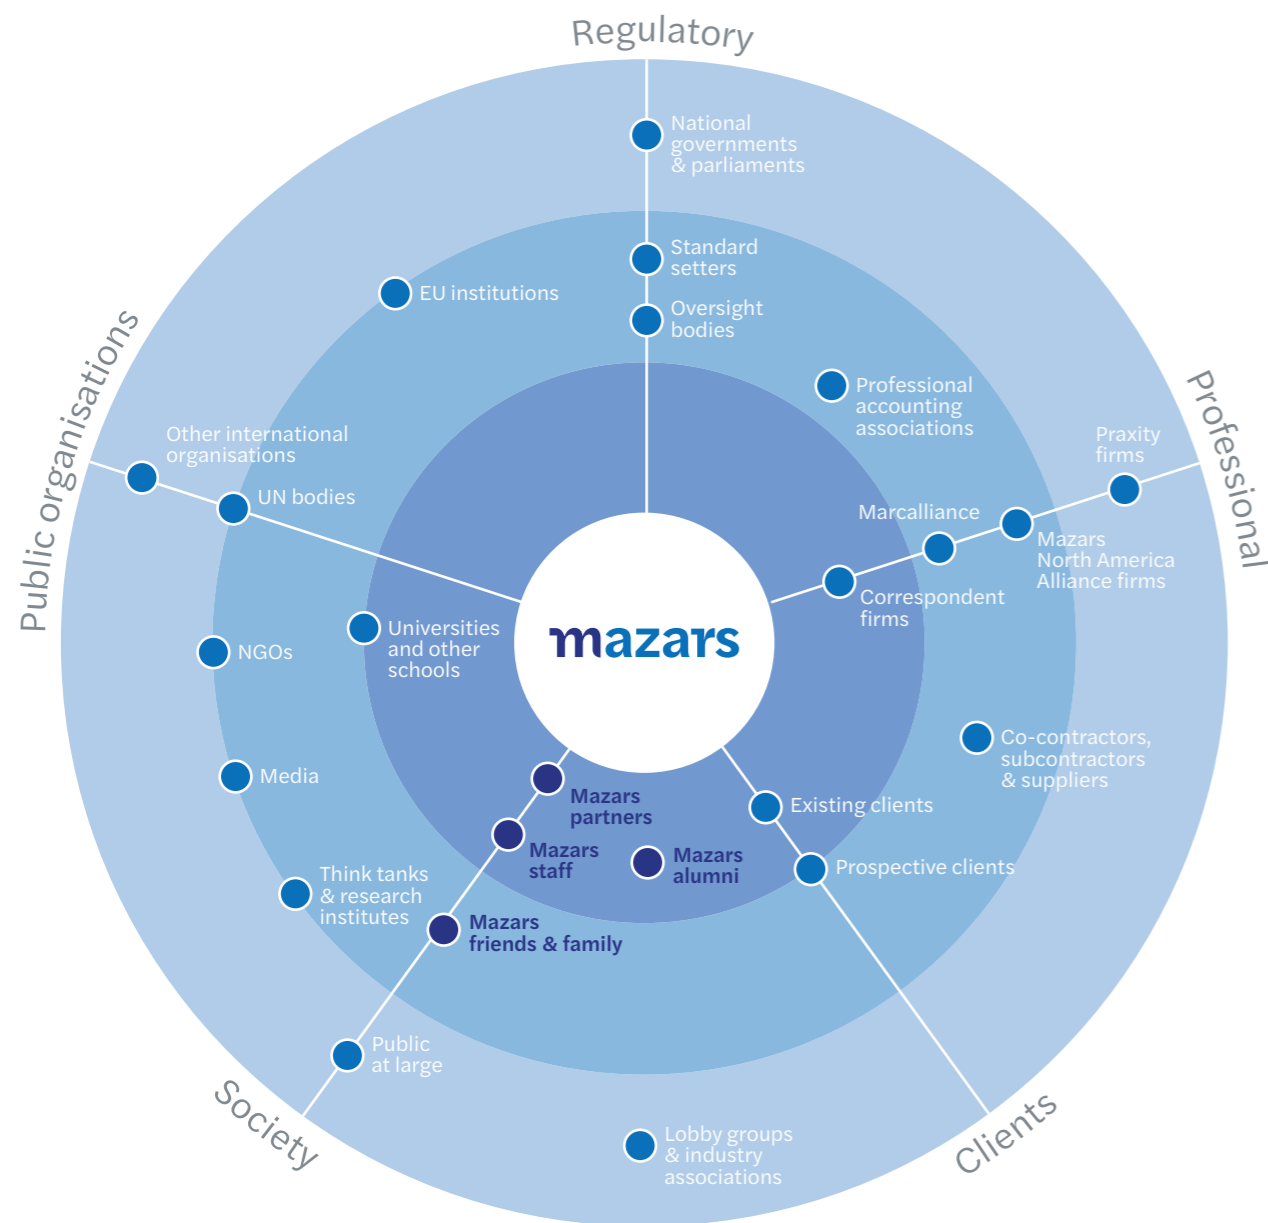 Regulatory
National
governments
& parliaments
Standard
setters
EU institutions
Oversight
bodies
Public organisations
Professional
Professional
accounting
associations
Other international
organisations
Praxity
firms
UN bodies
Marcalliance
Mazars
North America
Alliance firms
Correspondent
firms
Universities
and other
schools
mazars
NGOs
Co-contractors,
subcontractors
& suppliers
Media
Mazars
partners
Existing clients
Mazars
staff
Mazars
alumni
Prospective clients
Think tanks
& research
institutes
Mazars
friends & family
Public
at large
Society
Clients
Lobby groups
& industry
associations